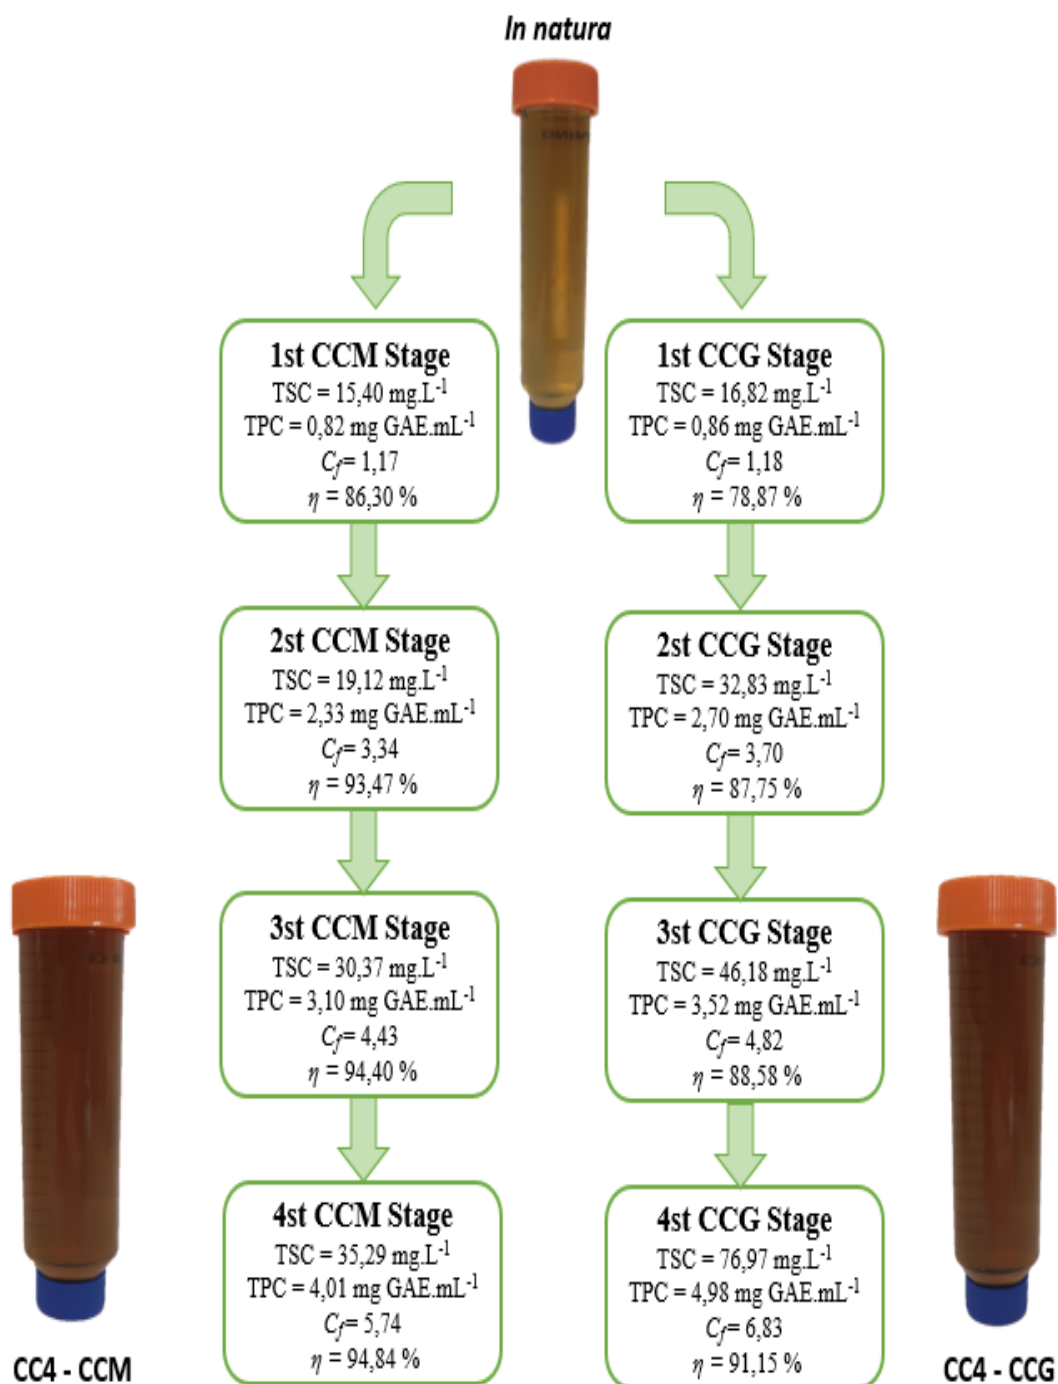 In natura
1st CCM Stage
TSC = 15,40 mg.L⁻¹
TPC = 0,82 mg GAE.mL⁻¹
Cf= 1,17
η = 86,30 %
1st CCG Stage
TSC = 16,82 mg.L⁻¹
TPC = 0,86 mg GAE.mL⁻¹
Cf= 1,18
η = 78,87 %
2st CCM Stage
TSC = 19,12 mg.L⁻¹
TPC = 2,33 mg GAE.mL⁻¹
Cf= 3,34
η = 93,47 %
2st CCG Stage
TSC = 32,83 mg.L⁻¹
TPC = 2,70 mg GAE.mL⁻¹
Cf= 3,70
η = 87,75 %
3st CCM Stage
TSC = 30,37 mg.L⁻¹
TPC = 3,10 mg GAE.mL⁻¹
Cf= 4,43
η = 94,40 %
3st CCG Stage
TSC = 46,18 mg.L⁻¹
TPC = 3,52 mg GAE.mL⁻¹
Cf= 4,82
η = 88,58 %
4st CCM Stage
TSC = 35,29 mg.L⁻¹
TPC = 4,01 mg GAE.mL⁻¹
Cf= 5,74
η = 94,84 %
4st CCG Stage
TSC = 76,97 mg.L⁻¹
TPC = 4,98 mg GAE.mL⁻¹
Cf= 6,83
η = 91,15 %
CC4 - CCM
CC4 - CCG